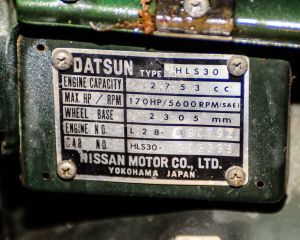 DATSUN TYPE HLS30
ENGINE CAPACITY 2753 cc
MAX. HP / RPM 170HP/5600RPM(SAE)
WHEEL BASE 2305 mm
ENGINE NO. L28-
CAR NO. HLS30-
NISSAN MOTOR CO., LTD.
YOKOHAMA JAPAN